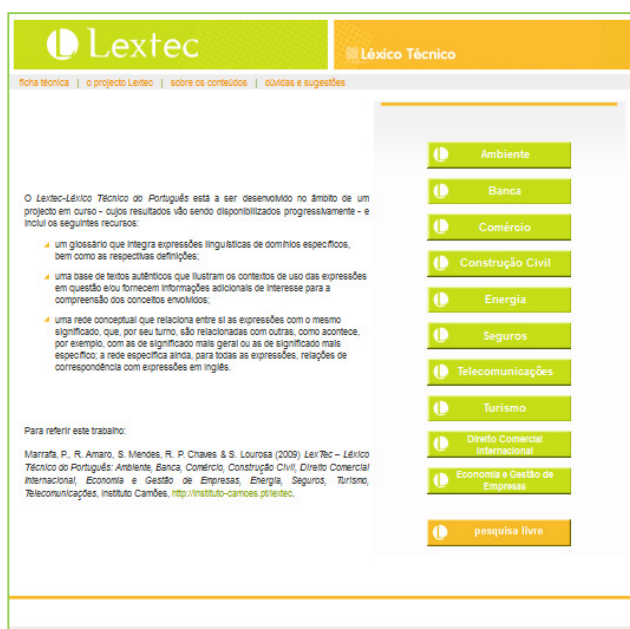 Lextec
Léxico Técnico
ficha técnica | o projecto Lextec | sobre os conteúdos | dúvidas e sugestões
O Lextec-Léxico Técnico do Português está a ser desenvolvido no âmbito de um
projecto em curso - cujos resultados vão sendo disponibilizados progressivamente - e
inclui os seguintes recursos:
um glossário que integra expressões linguísticas de domínios específicos,
bem como as respectivas definições;
uma base de textos autênticos que ilustram os contextos de uso das expressões
em questão e/ou fornecem informações adicionais de interesse para a
compreensão dos conceitos envolvidos;
uma rede conceptual que relaciona entre si as expressões com o mesmo
significado, que, por seu turno, são relacionadas com outras, como acontece,
por exemplo, com as de significado mais geral ou as de significado mais
específico; a rede especifica ainda, para todas as expressões, relações de
correspondência com expressões em inglês.
Para referir este trabalho:
Marrafa, P., R. Amaro, S. Mendes, R. P. Chaves & S. Lourosa (2009) LexTec – Léxico
Técnico do Português: Ambiente, Banca, Comércio, Construção Civil, Direito Comercial
Internacional, Economia e Gestão de Empresas, Energia, Seguros, Turismo,
Telecomunicações, Instituto Camões, http://instituto-camoes.pt/lextec.
Ambiente
Banca
Comércio
Construção Civil
Energia
Seguros
Telecomunicações
Turismo
Direito Comercial
Internacional
Economia e Gestão de
Empresas
pesquisa livre